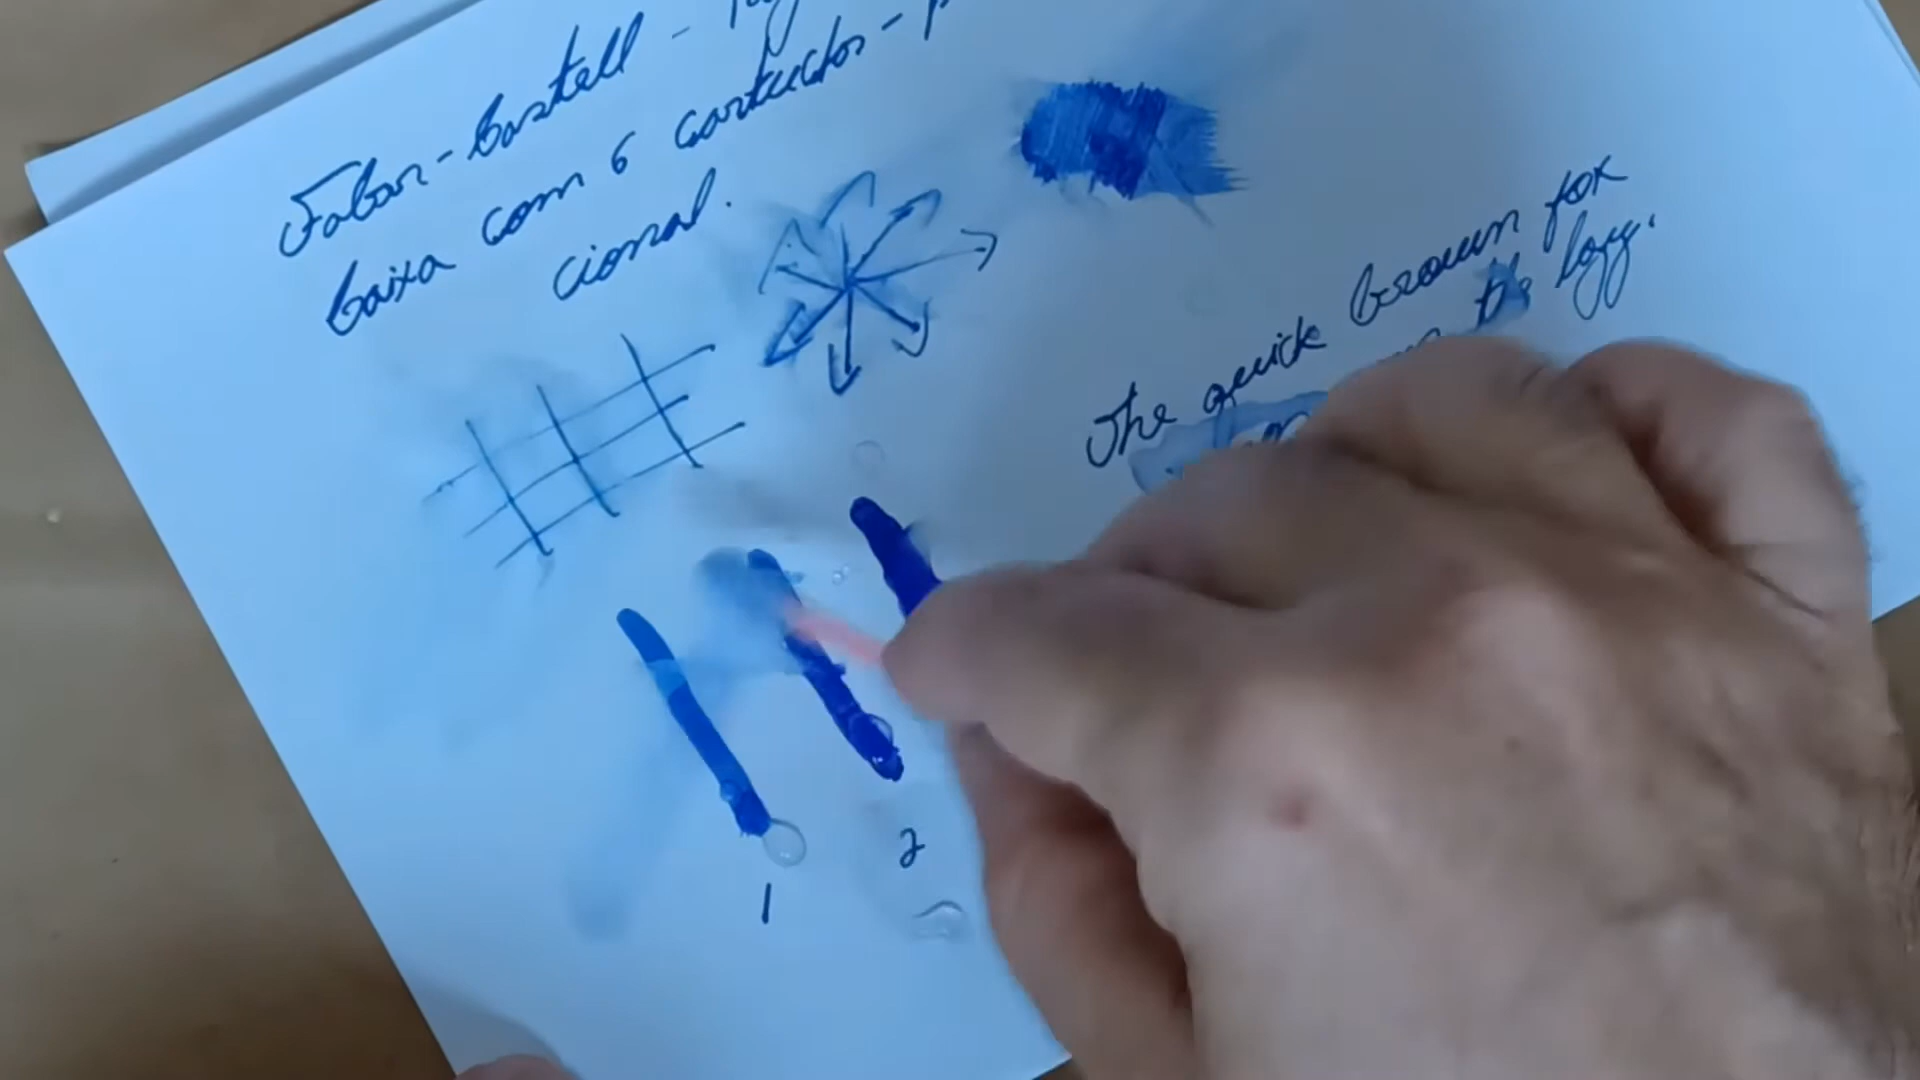 Faber-Castell -
Caixa com 6 cartuchos -
cional.
The quick brown fox
the lazy.
1
2